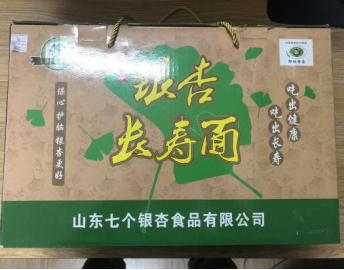 银杏
长寿面
保心护脑 银杏更好
吃出健康
吃出长寿
山东七个银杏食品有限公司